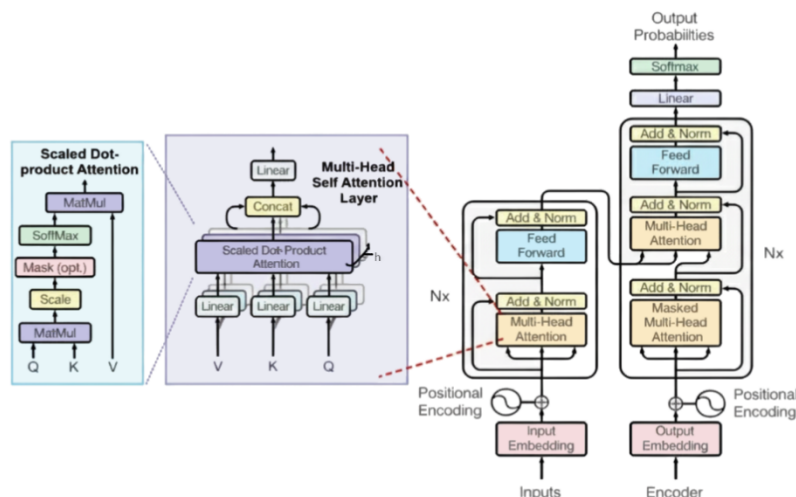 Scaled Dot-
product Attention
MatMul
SoftMax
Mask (opt.)
Scale
MatMul
Q K V
Multi-Head
Self Attention
Layer
Linear
Concat
Scaled Dot-Product
Attention
h
Linear Linear Linear
V K Q
Output
Probabilities
Softmax
Linear
Add & Norm
Feed
Forward
Add & Norm
Multi-Head
Attention
Add & Norm
Masked
Multi-Head
Attention
Nx
Add & Norm
Feed
Forward
Add & Norm
Multi-Head
Attention
Nx
Positional
Encoding
Positional
Encoding
Input
Embedding
Output
Embedding
Inputs
Encoder